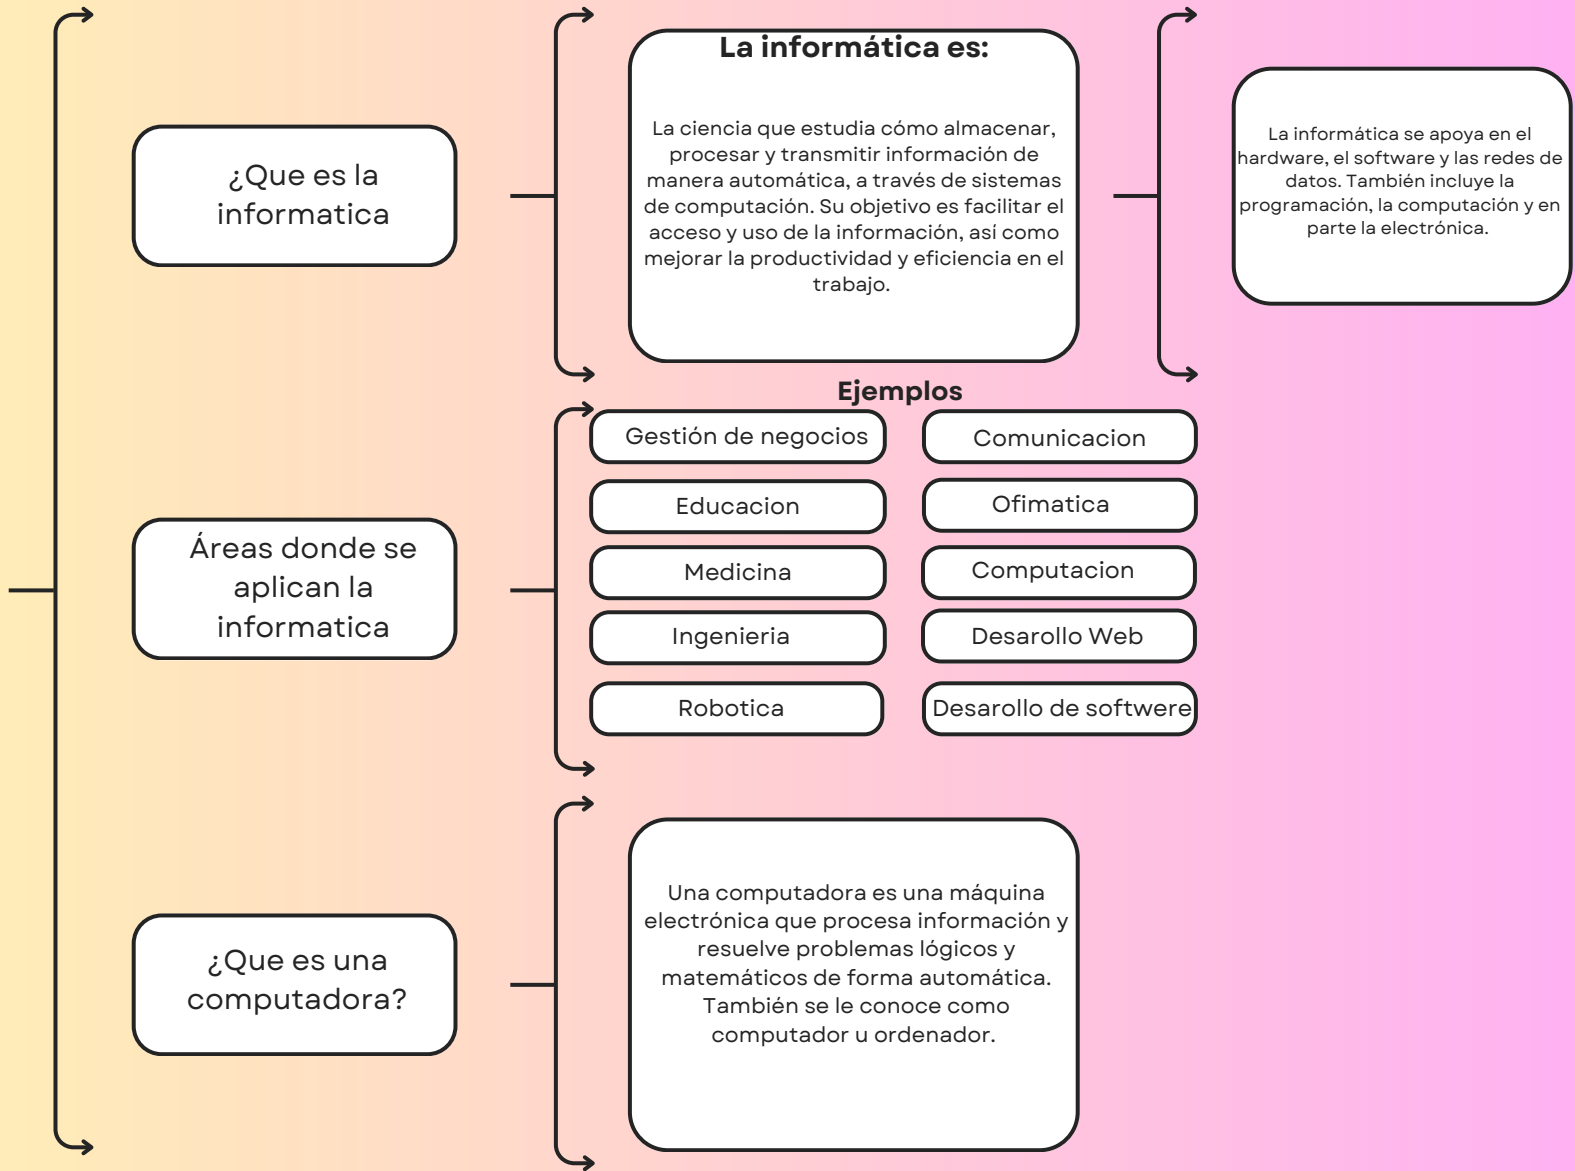 ¿Que es la
informatica
La informática es:
La ciencia que estudia cómo almacenar,
procesar y transmitir información de
manera automática, a través de sistemas
de computación. Su objetivo es facilitar el
acceso y uso de la información, así como
mejorar la productividad y eficiencia en el
trabajo.
La informática se apoya en el
hardware, el software y las redes de
datos. También incluye la
programación, la computación y en
parte la electrónica.
Áreas donde se
aplican la
informatica
Ejemplos
Gestión de negocios
Comunicacion
Educacion
Ofimatica
Medicina
Computacion
Ingenieria
Desarollo Web
Robotica
Desarollo de softwere
¿Que es una
computadora?
Una computadora es una máquina
electrónica que procesa información y
resuelve problemas lógicos y
matemáticos de forma automática.
También se le conoce como
computador u ordenador.